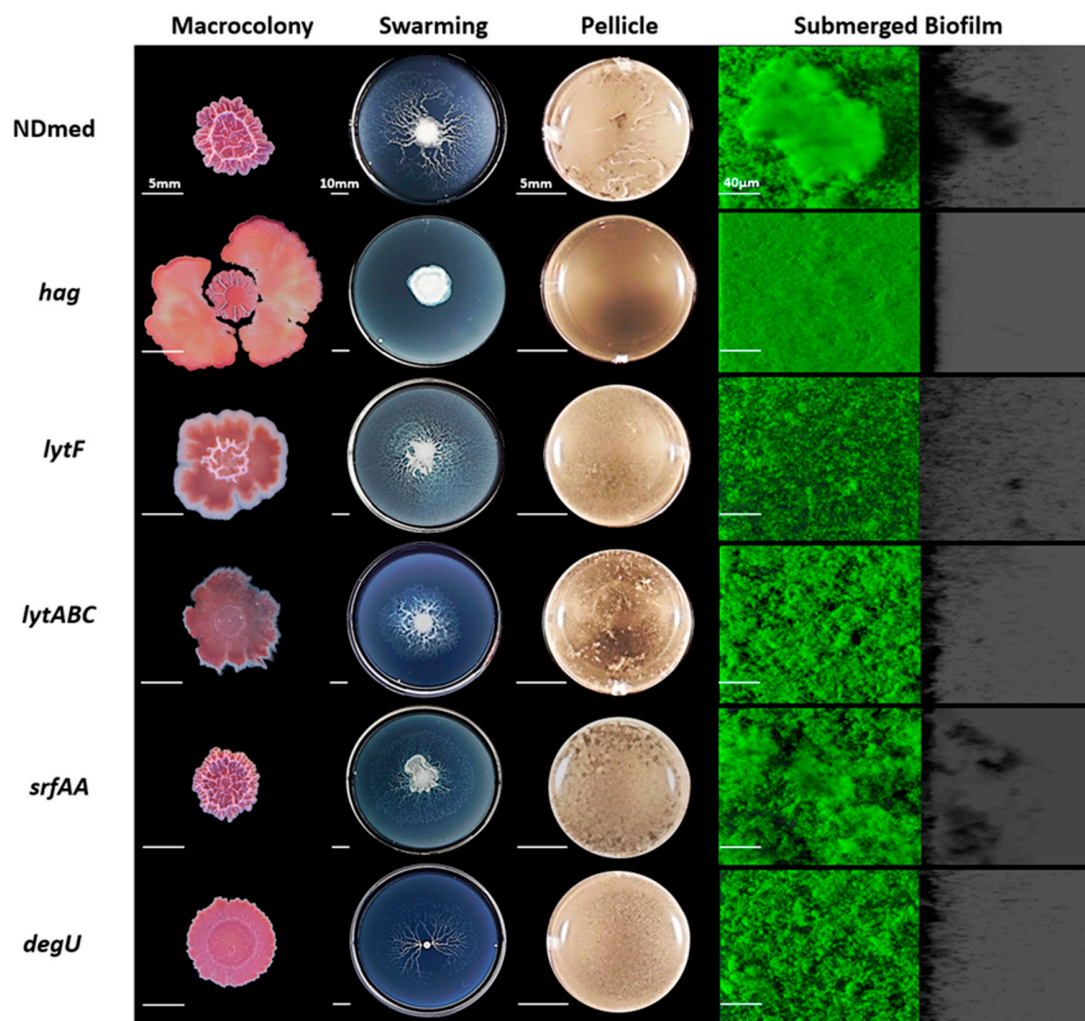 Macrocolony Swarming Pellicle Submerged Biofilm
NDmed
5mm 10mm 5mm 40µm
hag
lytF
lytABC
srfAA
degU